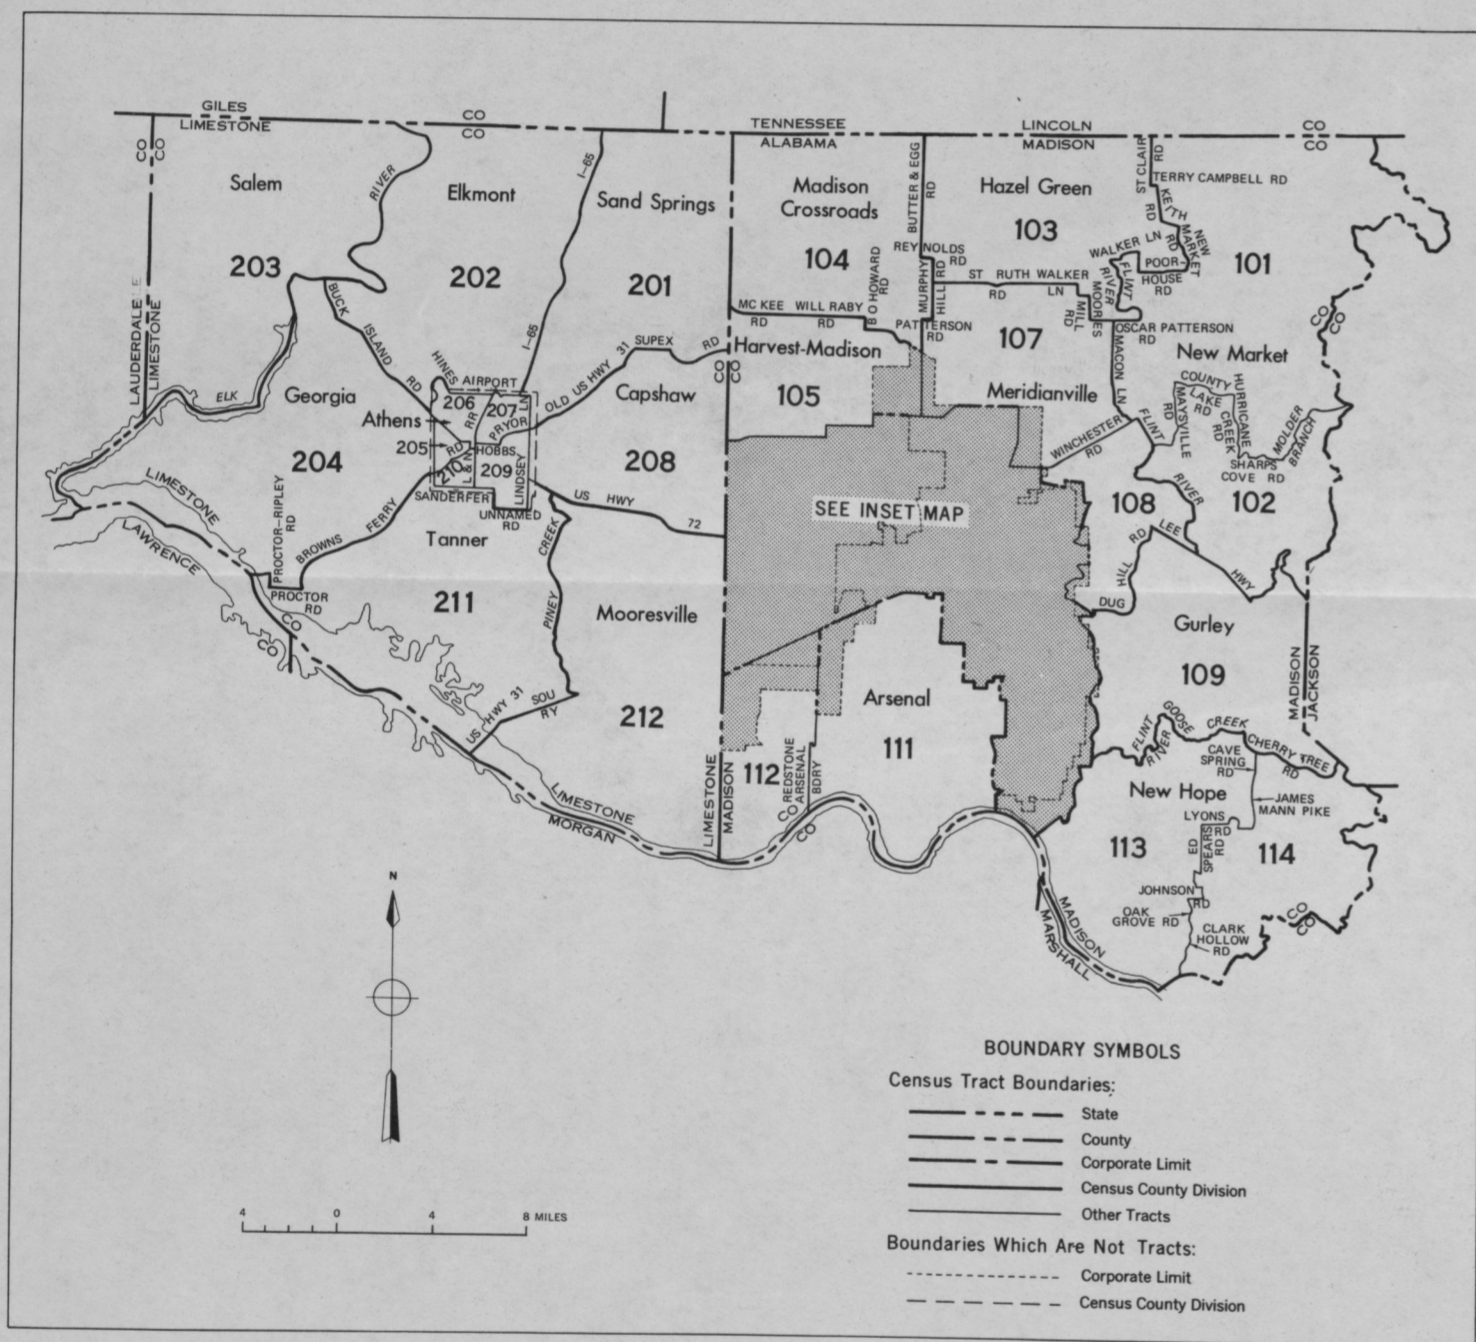 GILES
LIMESTONE
CO
CO
TENNESSEE
ALABAMA
LINCOLN
MADISON
CO
CO
CO
CO
Salem
203
RIVER
Elkmont
202
I-65
Sand Springs
201
Madison
Crossroads
104
BUTTER & EGG
RD
Hazel Green
103
ST CLAIR
RD
TERRY CAMPBELL RD
KEITH
RD
NEW
MARKET
RD
WALKER LN
POOR-
HOUSE
RD
101
REYNOLDS
RD
B O HOWARD
RD
MURPHY
HILL RD
ST RUTH WALKER
RD
LN
FLINT
RIVER
MOORES
MILL
RD
MC KEE WILL RABY
RD
RD
PATTERSON
RD
OSCAR PATTERSON
RD
CO
CO
LAUDERDALE
LIMESTONE
BUCK
ISLAND
RD
I-65
SUPEX RD
OLD US HWY 31
CO
CO
Harvest-Madison
105
107
Meridianville
MACON LN
New Market
COUNTY
LAKE
RD
MAYSVILLE
RD
HURRICANE
CREEK
RD
MOLDER
BRANCH
SHARPS
COVE RD
ELK
Georgia
204
HINES
AIRPORT
206
207
RR
LN
PRYOR
Athens
205
RD
HOBBS
210
L & N
209
LINDSEY
SANDERFER
UNNAMED
RD
Capshaw
208
US HWY
72
WINCHESTER
RD
FLINT
RIVER
108
102
SEE INSET MAP
LIMESTONE
LAWRENCE
PROCTOR-RIPLEY
RD
BROWNS FERRY
Tanner
211
PROCTOR
RD
CO
CO
CREEK
PINEY
Mooresville
212
RD
LEE
HWY
DUG HILL
Gurley
109
MADISON
JACKSON
US HWY 31
SOU
RY
Arsenal
111
LIMESTONE
MADISON
112
CO
CO
REDSTONE
ARSENAL
BDRY
LIMESTONE
MORGAN
FLINT
RIVER
GOOSE
CREEK
CHERRY TREE
RD
CAVE
SPRING
RD
New Hope
JAMES
MANN PIKE
LYONS
RD
ED
SPEARS
RD
113
114
JOHNSON
RD
OAK
GROVE RD
CLARK
HOLLOW
RD
CO
CO
MADISON
MARSHALL
N
4 0 4 8 MILES
BOUNDARY SYMBOLS
Census Tract Boundaries:
State
County
Corporate Limit
Census County Division
Other Tracts
Boundaries Which Are Not Tracts:
Corporate Limit
Census County Division